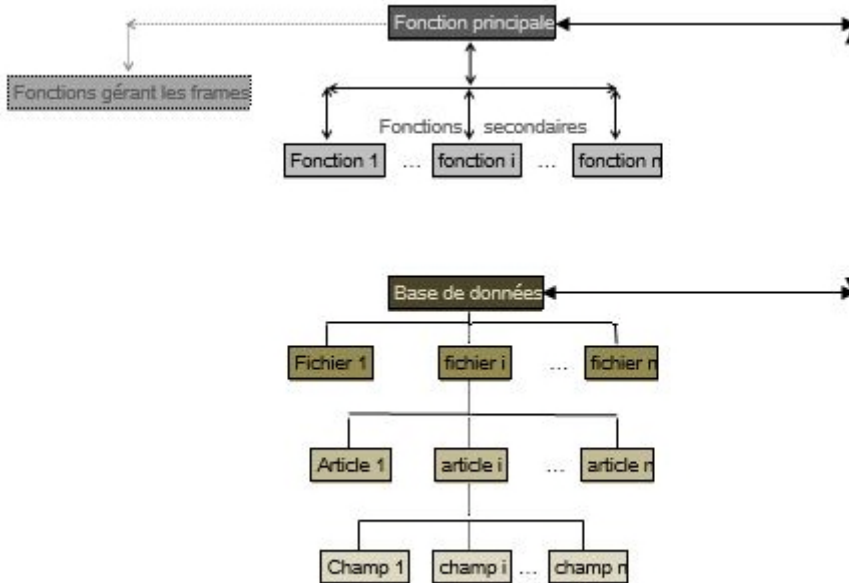 Fonction principale
Fonctions gérant les frames
Fonctions secondaires
Fonction 1 ... fonction i ... fonction n
Base de données
Fichier 1 fichier i ... fichier n
Article 1 article i ... article n
Champ 1 champ i ... champ n